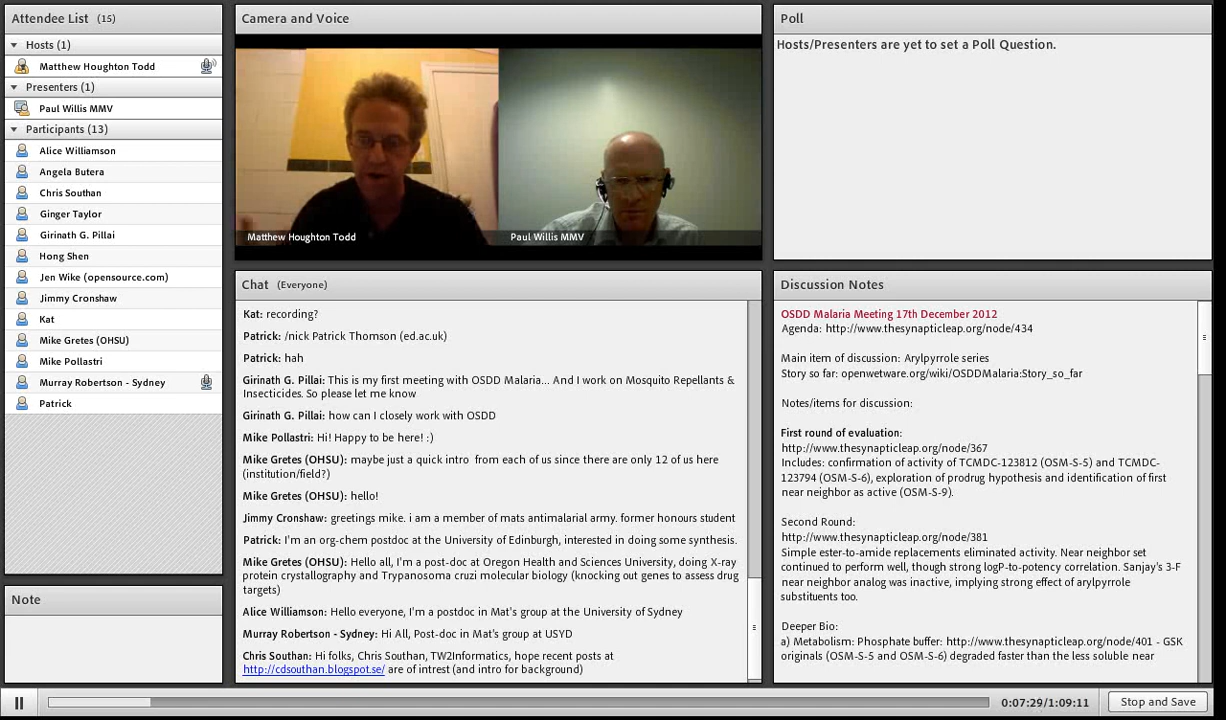 Attendee List (15)
Hosts (1)
Matthew Houghton Todd
Presenters (1)
Paul Willis MMV
Participants (13)
Alice Williamson
Angela Butera
Chris Southan
Ginger Taylor
Girinath G. Pillai
Hong Shen
Jen Wike (opensource.com)
Jimmy Cronshaw
Kat
Mike Gretes (OHSU)
Mike Pollastri
Murray Robertson - Sydney
Patrick
Note
Camera and Voice
Matthew Houghton Todd
Paul Willis MMV
Chat (Everyone)
Kat: recording?
Patrick: /nick Patrick Thomson (ed.ac.uk)
Patrick: hah
Girinath G. Pillai: This is my first meeting with OSDD Malaria... And I work on Mosquito Repellants &
Insecticides. So please let me know
Girinath G. Pillai: how can I closely work with OSDD
Mike Pollastri: Hi! Happy to be here! :)
Mike Gretes (OHSU): maybe just a quick intro from each of us since there are only 12 of us here
(institution/field?)
Mike Gretes (OHSU): hello!
Jimmy Cronshaw: greetings mike. i am a member of mats antimalarial army. former honours student
Patrick: I'm an org-chem postdoc at the University of Edinburgh, interested in doing some synthesis.
Mike Gretes (OHSU): Hello all, I'm a post-doc at Oregon Health and Sciences University, doing X-ray
protein crystallography and Trypanosoma cruzi molecular biology (knocking out genes to assess drug
targets)
Alice Williamson: Hello everyone, I'm a postdoc in Mat's group at the University of Sydney
Murray Robertson - Sydney: Hi All, Post-doc in Mat's group at USYD
Chris Southan: Hi folks, Chris Southan, TW2Informatics, hope recent posts at
http://cdsouthan.blogspot.se/ are of intrest (and intro for background)
Poll
Hosts/Presenters are yet to set a Poll Question.
Discussion Notes
OSDD Malaria Meeting 17th December 2012
Agenda: http://www.thesynapticleap.org/node/434
Main item of discussion: Arylpyrrole series
Story so far: openwetware.org/wiki/OSDDMalaria:Story_so_far
Notes/items for discussion:
First round of evaluation:
http://www.thesynapticleap.org/node/367
Includes: confirmation of activity of TCMDC-123812 (OSM-S-5) and TCMDC-
123794 (OSM-S-6), exploration of prodrug hypothesis and identification of first
near neighbor as active (OSM-S-9).
Second Round:
http://www.thesynapticleap.org/node/381
Simple ester-to-amide replacements eliminated activity. Near neighbor set
continued to perform well, though strong logP-to-potency correlation. Sanjay's 3-F
near neighbor analog was inactive, implying strong effect of arylpyrrole
substituents too.
Deeper Bio:
a) Metabolism: Phosphate buffer: http://www.thesynapticleap.org/node/401 - GSK
originals (OSM-S-5 and OSM-S-6) degraded faster than the less soluble near
0:07:29/1:09:11
Stop and Save